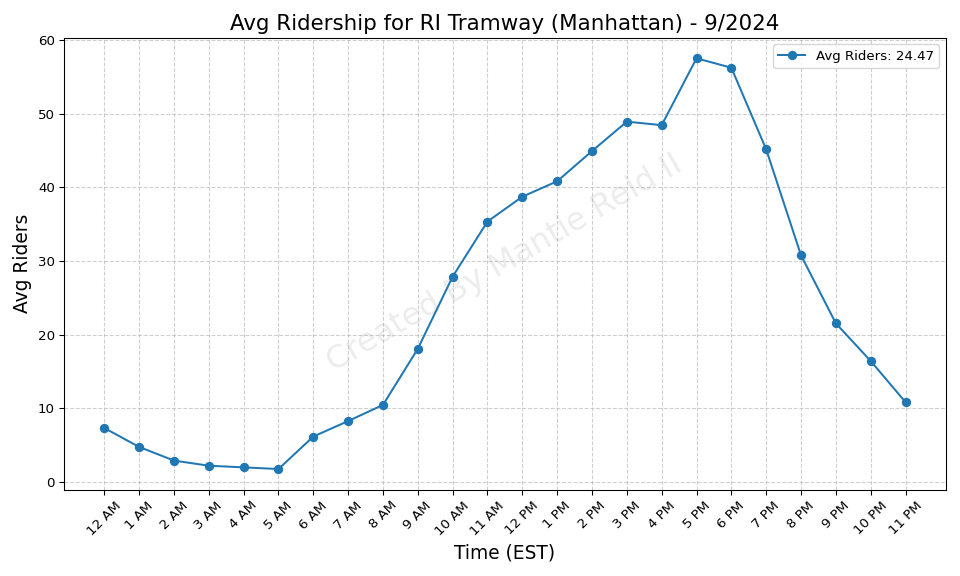 Avg Ridership for RI Tramway (Manhattan) - 9/2024
Avg Riders: 24.47
60
50
40
30
20
10
0
Avg Riders
Created By Mantle Reid II
12 AM
1 AM
2 AM
3 AM
4 AM
5 AM
6 AM
7 AM
8 AM
9 AM
10 AM
11 AM
12 PM
1 PM
2 PM
3 PM
4 PM
5 PM
6 PM
7 PM
8 PM
9 PM
10 PM
11 PM
Time (EST)